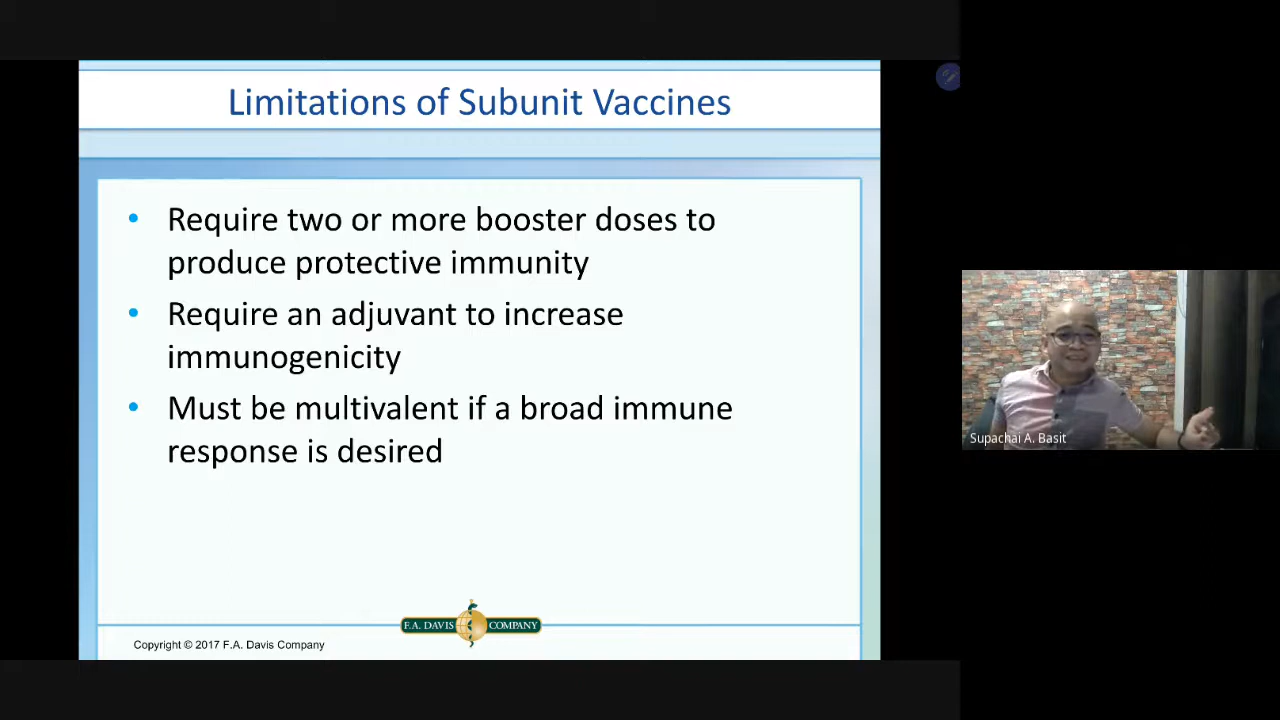 Limitations of Subunit Vaccines
• Require two or more booster doses to
produce protective immunity
• Require an adjuvant to increase
immunogenicity
• Must be multivalent if a broad immune
response is desired
F.A. DAVIS COMPANY
Copyright © 2017 F.A. Davis Company
Supachai A. Basit